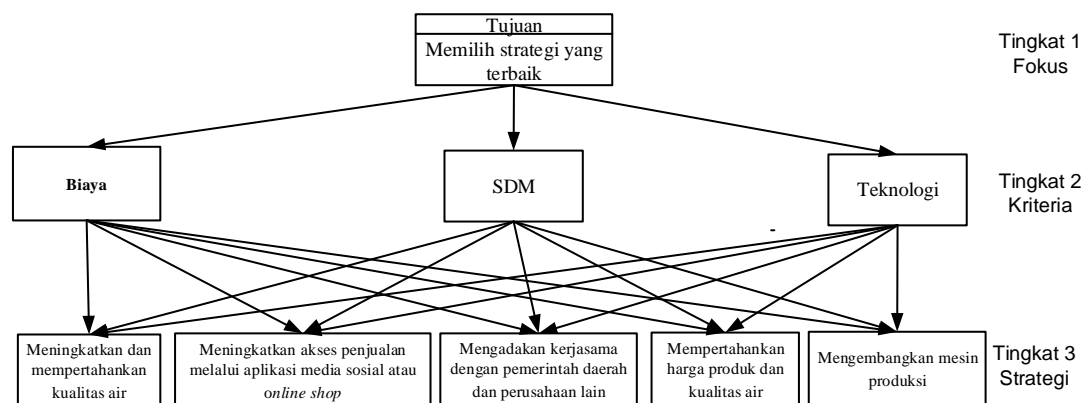 Tujuan
Memilih strategi yang
terbaik
Tingkat 1
Fokus
Biaya
SDM
Teknologi
Tingkat 2
Kriteria
Meningkatkan dan
mempertahankan
kualitas air
Meningkatkan akses penjualan
melalui aplikasi media sosial atau
online shop
Mengadakan kerjasama
dengan pemerintah daerah
dan perusahaan lain
Mempertahankan
harga produk dan
kualitas air
Mengembangkan mesin
produksi
Tingkat 3
Strategi